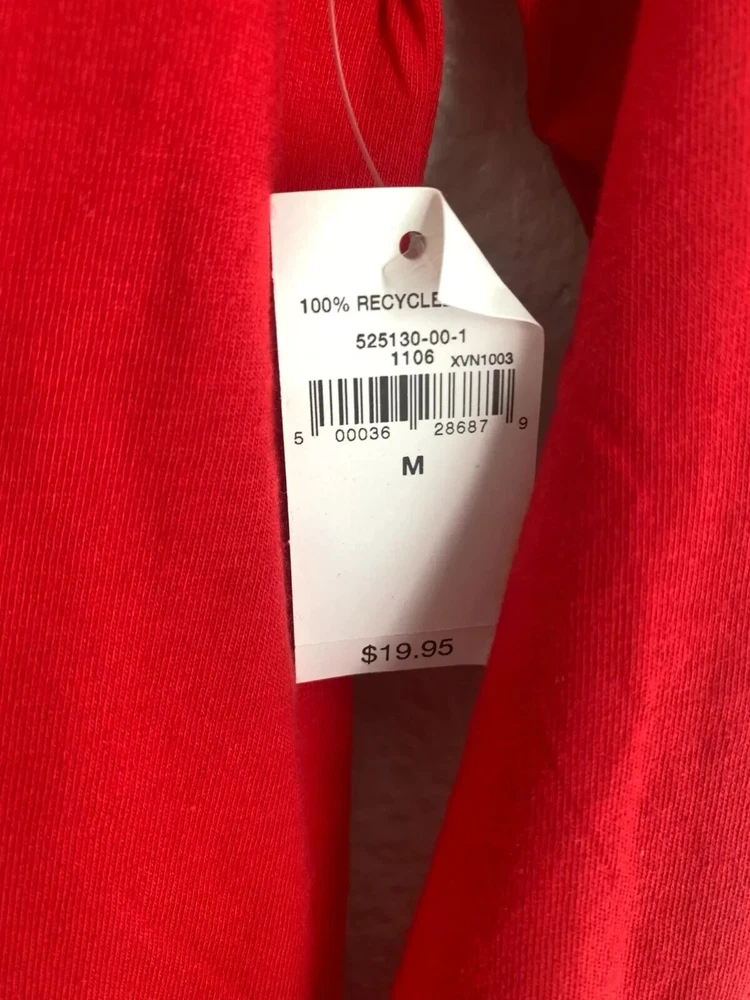 100% RECYCLE
525130-00-1
1106 XVN1003
5 00036 28687 9
M
$19.95